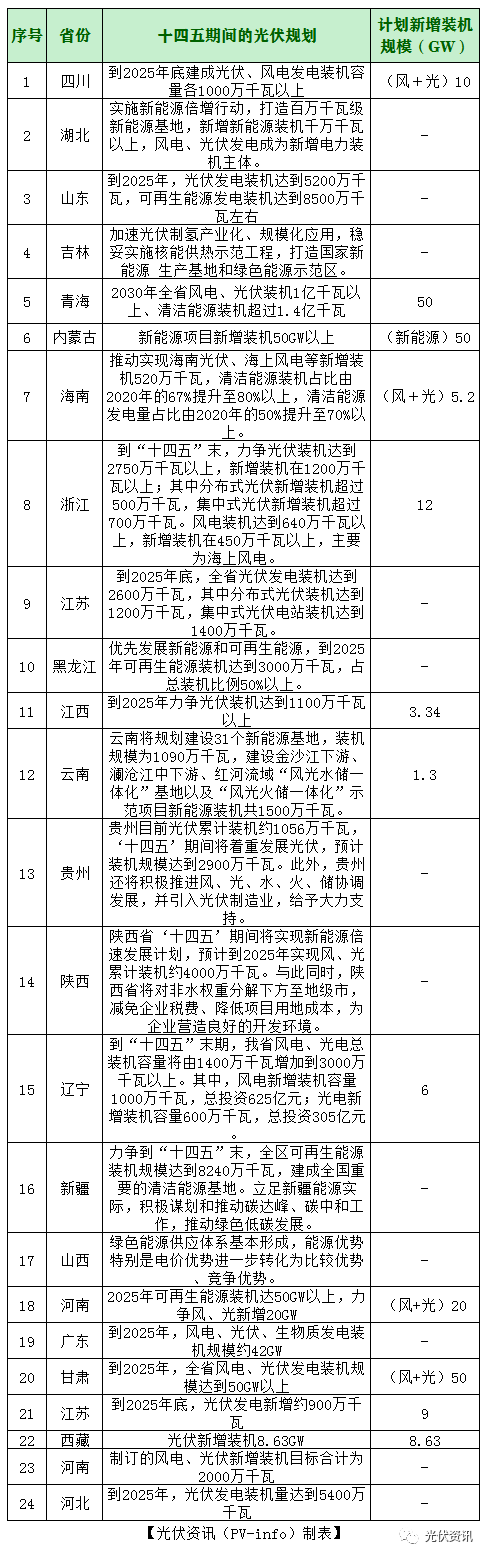 序号 省份 十四五期间的光伏规划 计划新增装机
规模（GW）
1 四川 到2025年底建成光伏、风电发电装机容
量各1000万千瓦以上 （风＋光）10
2 湖北 实施新能源倍增行动，打造百万千瓦级
新能源基地，新增新能源装机千万千瓦
以上，风电、光伏发电成为新增电力装
机主体。 -
3 山东 到2025年，光伏发电装机达到5200万千
瓦，可再生能源发电装机达到8500万千
瓦左右 -
4 吉林 加速光伏制氢产业化、规模化应用，稳
妥实施核能供热示范工程，打造国家新
能源 生产基地和绿色能源示范区。 -
5 青海 2030年全省风电、光伏装机1亿千瓦以
上、清洁能源装机超过1.4亿千瓦 50
6 内蒙古 新能源项目新增装机50GW以上 （新能源）50
7 海南 推动实现海南光伏、海上风电等新增装
机520万千瓦，清洁能源装机占比由
2020年的67%提升至80%以上，清洁能源
发电量占比由2020年的50%提升至70%以
上。 （风＋光）5.2
8 浙江 到“十四五”末，力争光伏装机达到
2750万千瓦以上，新增装机在1200万千
瓦以上；其中分布式光伏新增装机超过
500万千瓦，集中式光伏新增装机超过
700万千瓦。风电装机达到640万千瓦以
上，新增装机在450万千瓦以上，主要
为海上风电。 12
9 江苏 到2025年底，全省光伏发电装机达到
2600万千瓦，其中分布式光伏装机达到
1200万千瓦，集中式光伏电站装机达到
1400万千瓦。 -
10 黑龙江 优先发展新能源和可再生能源，到2025
年可再生能源装机达到3000万千瓦，占
总装机比例50%以上。 -
11 江西 到2025年力争光伏装机达到1100万千瓦
以上 3.34
12 云南 云南将规划建设31个新能源基地，装机
规模为1090万千瓦，建设金沙江下游、
澜沧江中下游、红河流域“风光水储一
体化”基地以及“风光火储一体化”示
范项目新能源装机共1500万千瓦。 1.3
13 贵州 贵州目前光伏累计装机约1056万千瓦，
‘十四五’期间将着重发展光伏，预计
装机规模达到2900万千瓦。此外，贵州
还将积极推进风、光、水、火、储协调
发展，并引入光伏制造业，给予大力支
持。 -
14 陕西 陕西省‘十四五’期间将实现新能源倍
速发展计划，预计到2025年实现风、光
累计装机约4000万千瓦。与此同时，陕
西省将对非水权重分解下方至地级市，
减免企业税费、降低项目用地成本，为
企业营造良好的开发环境。 -
15 辽宁 到“十四五”末期，我省风电、光电总
装机容量将由1400万千瓦增加到3000万
千瓦以上。其中，风电新增装机容量
1000万千瓦，总投资625亿元；光电新
增装机容量600万千瓦，总投资305亿元
。 6
16 新疆 力争到“十四五”末，全区可再生能源
装机规模达到8240万千瓦，建成全国重
要的清洁能源基地。立足新疆能源实
际，积极谋划和推动碳达峰、碳中和工
作，推动绿色低碳发展。 -
17 山西 绿色能源供应体系基本形成，能源优势
特别是电价优势进一步转化为比较优势
、竞争优势。 -
18 河南 2025年可再生能源装机达50GW以上，力
争风、光新增20GW （风+光）20
19 广东 到2025年，风电、光伏、生物质发电装
机规模约42GW -
20 甘肃 到2025年，全省风电、光伏发电装机规
模达到50GW以上 （风+光）50
21 江苏 到2025年底，光伏发电新增约900万千
瓦 9
22 西藏 光伏新增装机8.63GW 8.63
23 河南 制订的风电、光伏新增装机目标合计为
2000万千瓦 -
24 河北 到2025年，光伏发电装机量达到5400万
千瓦 -
【光伏资讯（PV-info）制表】
光伏资讯